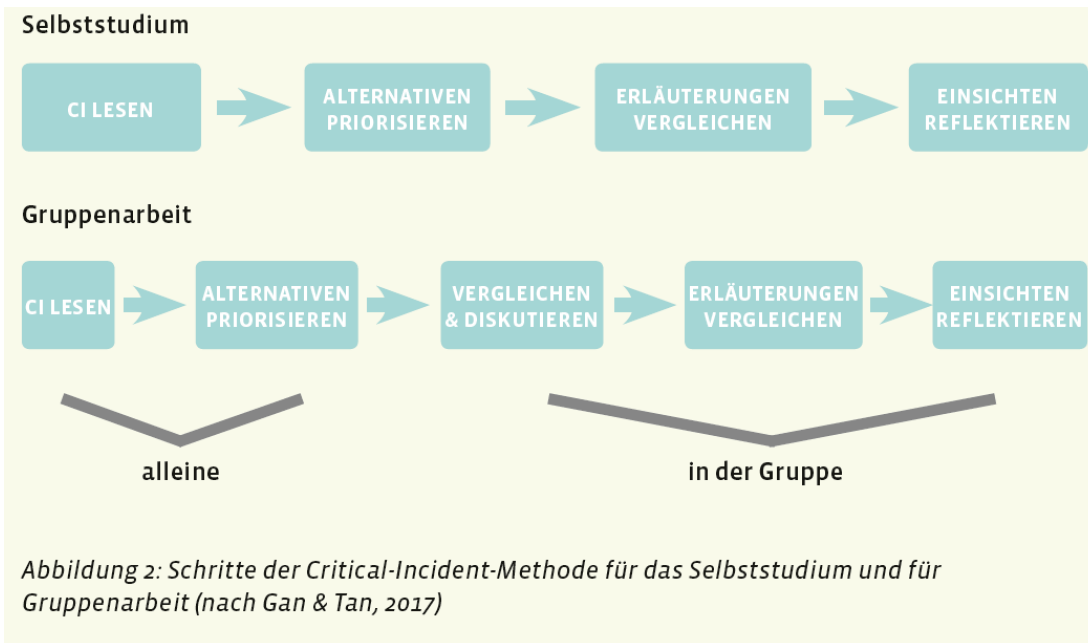 Selbststudium
CI LESEN
ALTERNATIVEN
PRIORISIEREN
ERLÄUTERUNGEN
VERGLEICHEN
EINSICHTEN
REFLEKTIEREN
Gruppenarbeit
CI LESEN
ALTERNATIVEN
PRIORISIEREN
VERGLEICHEN
& DISKUTIEREN
ERLÄUTERUNGEN
VERGLEICHEN
EINSICHTEN
REFLEKTIEREN
alleine
in der Gruppe
Abbildung 2: Schritte der Critical-Incident-Methode für das Selbststudium und für
Gruppenarbeit (nach Gan & Tan, 2017)